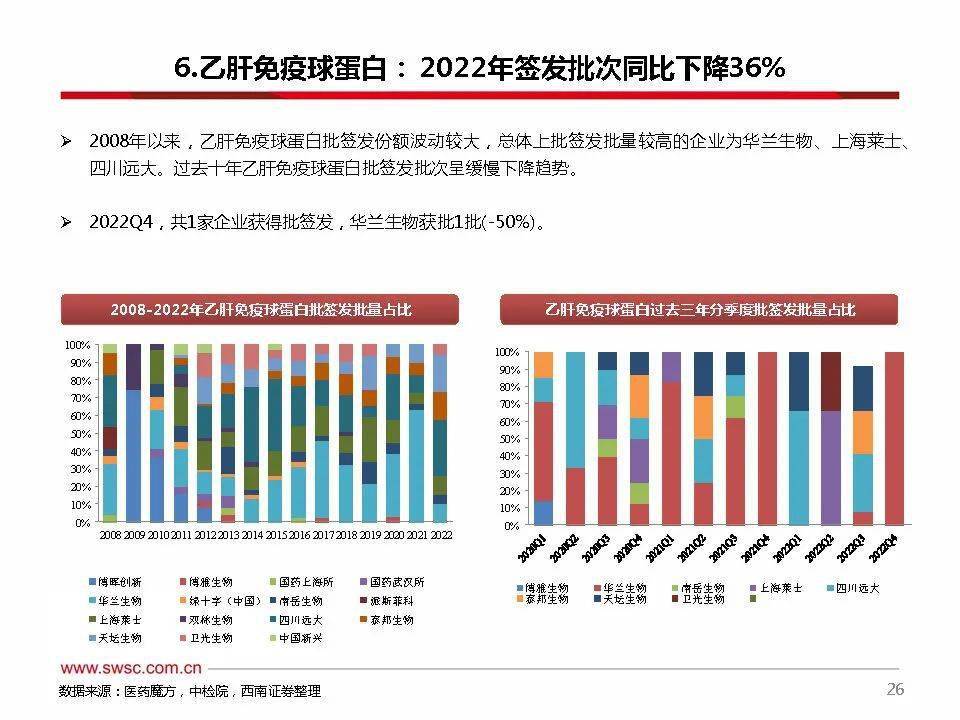 6.乙肝免疫球蛋白：2022年签发批次同比下降36%
➢ 2008年以来，乙肝免疫球蛋白批签发份额波动较大，总体上批签发批量较高的企业为华兰生物、上海莱士、
四川远大。过去十年乙肝免疫球蛋白批签发批次呈缓慢下降趋势。
➢ 2022Q4，共1家企业获得批签发，华兰生物获批1批(-50%)。
2008-2022年乙肝免疫球蛋白批签发批量占比
100%
90%
80%
70%
60%
50%
40%
30%
20%
10%
0%
2008 2009 2010 2011 2012 2013 2014 2015 2016 2017 2018 2019 2020 2021 2022
博晖创新 博雅生物 国药上海所 国药武汉所
华兰生物 绿十字（中国） 南岳生物 派斯菲科
上海莱士 双林生物 四川远大 泰邦生物
天坛生物 卫光生物 中国新兴
乙肝免疫球蛋白过去三年分季度批签发批量占比
100%
90%
80%
70%
60%
50%
40%
30%
20%
10%
0%
2020Q1 2020Q2 2020Q3 2020Q4 2021Q1 2021Q2 2021Q3 2021Q4 2022Q1 2022Q2 2022Q3 2022Q4
博雅生物 华兰生物 南岳生物 上海莱士 四川远大
泰邦生物 天坛生物 卫光生物
www.swsc.com.cn
数据来源：医药魔方，中检院，西南证券整理
26